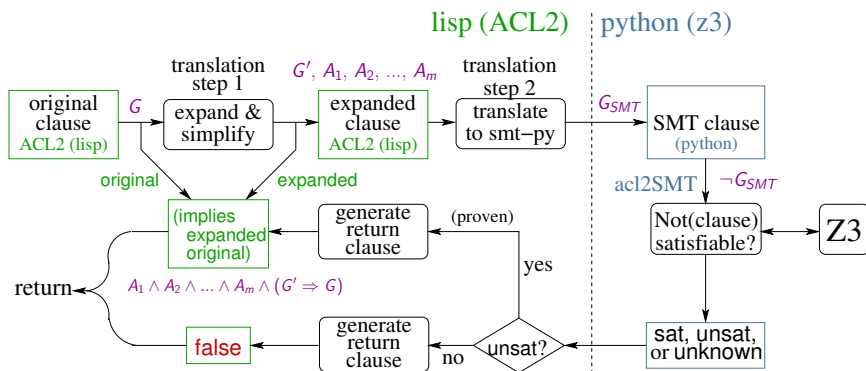 lisp (ACL2)
python (z3)
translation
step 1
G′, A₁, A₂, ..., Aₘ
translation
step 2
original
clause
ACL2 (lisp)
G
expand &
simplify
expanded
clause
ACL2 (lisp)
translate
to smt−py
G_SMT
SMT clause
(python)
original
expanded
acl2SMT
¬G_SMT
(implies
expanded
original)
generate
return
clause
(proven)
Not(clause)
satisfiable?
Z3
yes
return
A₁ ∧ A₂ ∧ ... ∧ Aₘ ∧ (G′ ⇒ G)
false
generate
return
clause
no
unsat?
sat, unsat,
or unknown